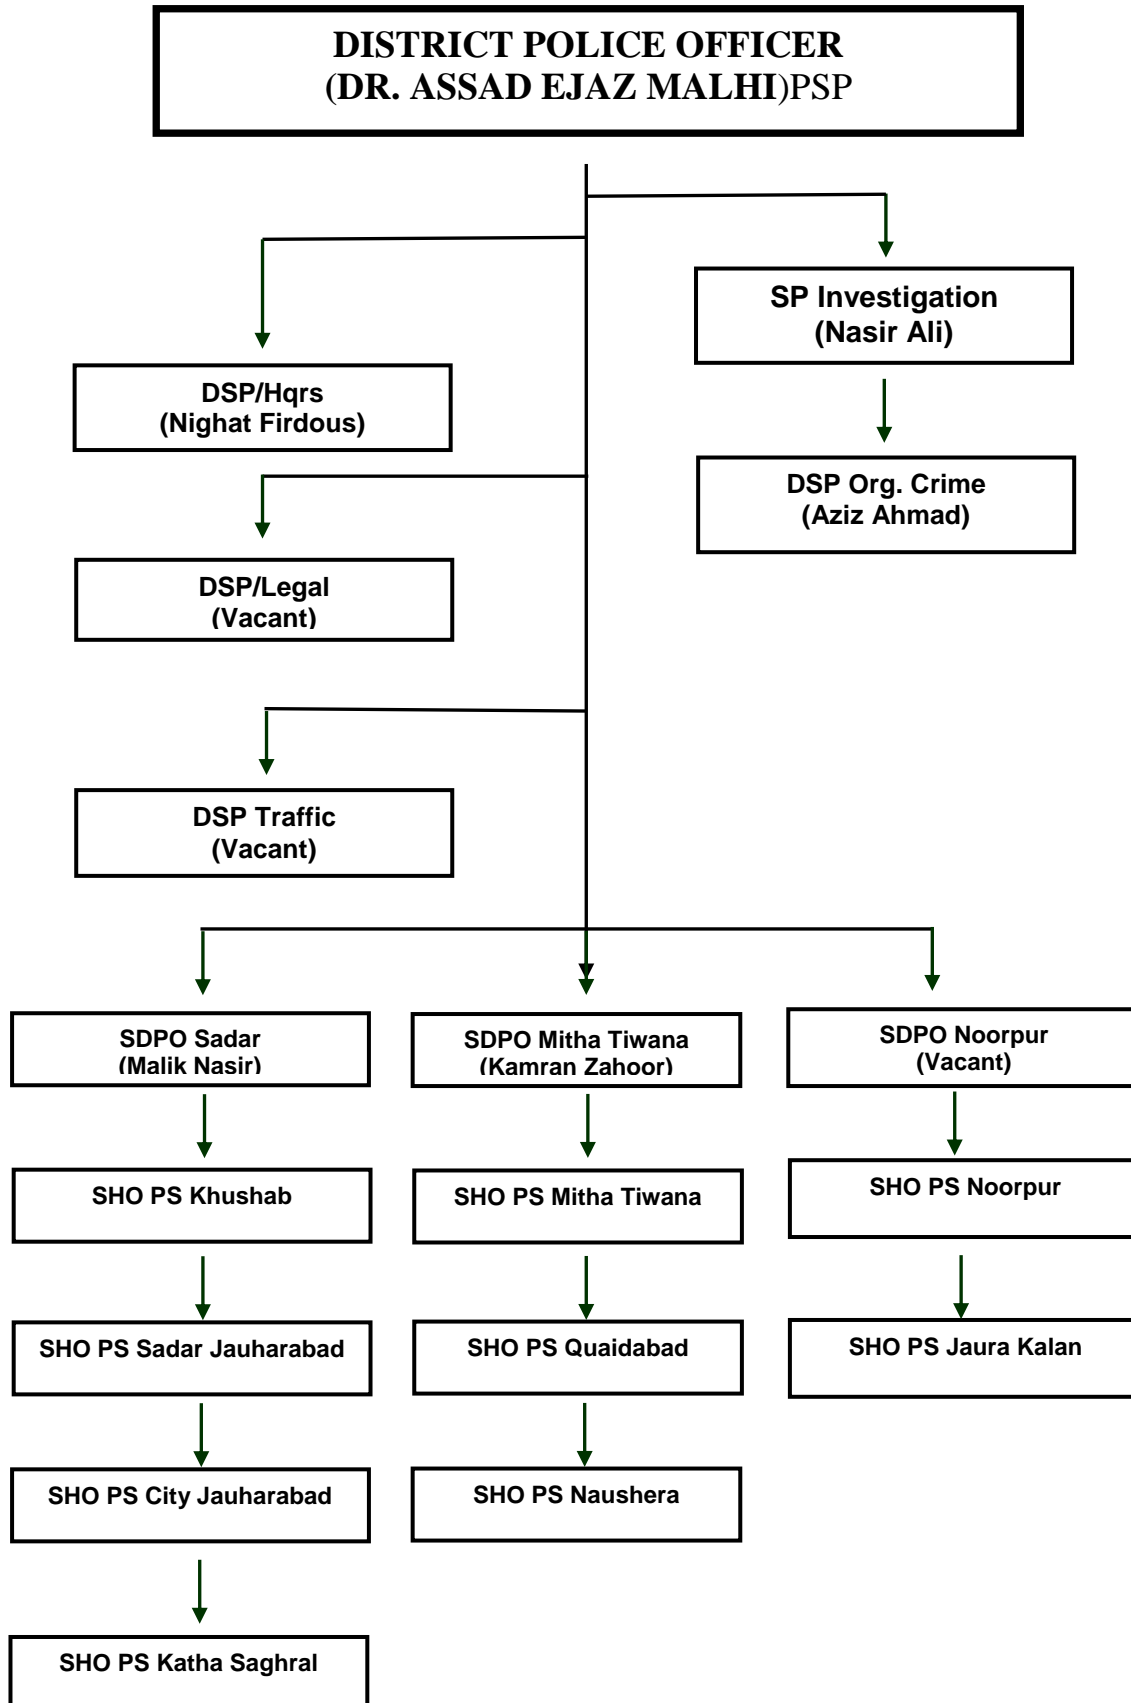 DISTRICT POLICE OFFICER
(DR. ASSAD EJAZ MALHI)PSP
SP Investigation
(Nasir Ali)
DSP/Hqrs
(Nighat Firdous)
DSP Org. Crime
(Aziz Ahmad)
DSP/Legal
(Vacant)
DSP Traffic
(Vacant)
SDPO Sadar
(Malik Nasir)
SDPO Mitha Tiwana
(Kamran Zahoor)
SDPO Noorpur
(Vacant)
SHO PS Khushab
SHO PS Mitha Tiwana
SHO PS Noorpur
SHO PS Sadar Jauharabad
SHO PS Quaidabad
SHO PS Jaura Kalan
SHO PS City Jauharabad
SHO PS Naushera
SHO PS Katha Saghral